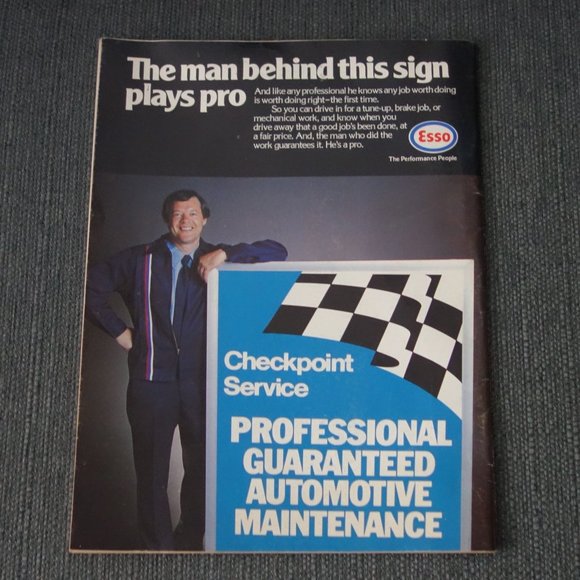 The man behind this sign
plays pro
And like any professional he knows any job worth doing
is worth doing right–the first time.
So you can drive in for a tune-up, brake job, or
mechanical work, and know when you
drive away that a good job's been done, at
a fair price. And, the man who did the
work guarantees it. He's a pro.
Esso
The Performance People
Checkpoint
Service
PROFESSIONAL
GUARANTEED
AUTOMOTIVE
MAINTENANCE